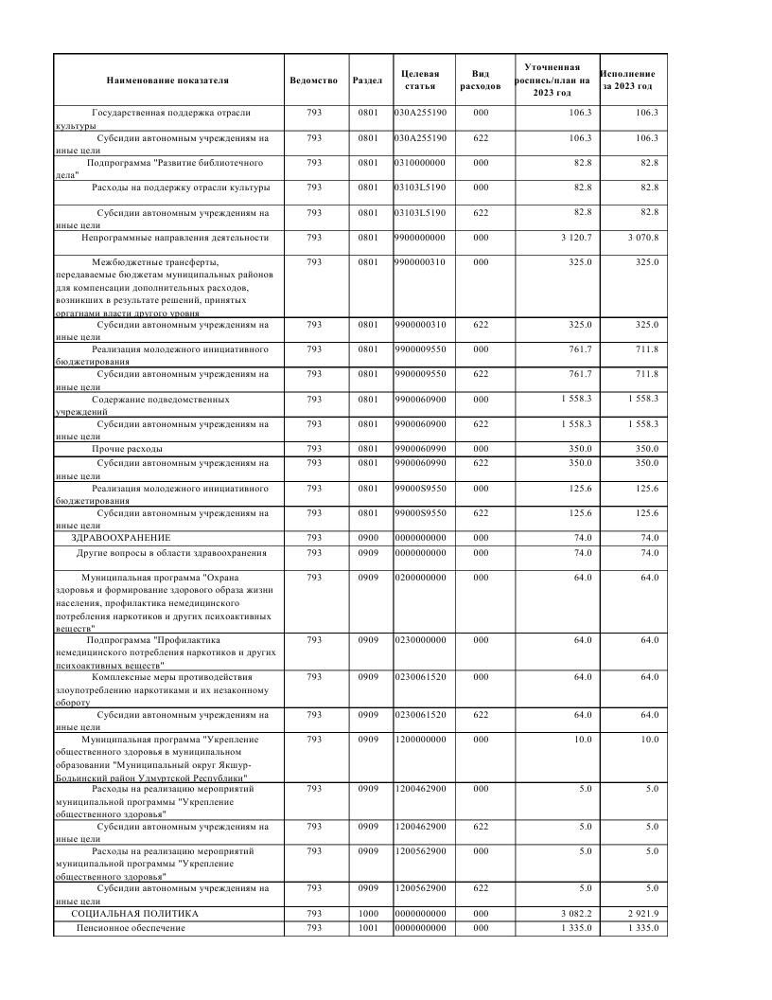 Наименование показателя Ведомство Раздел Целевая статья Вид расходов Уточненная роспись/план на 2023 год Исполнение за 2023 год
Государственная поддержка отрасли 793 0801 030A255190 000 106.3 106.3
культуры
Субсидии автономным учреждениям на 793 0801 030A255190 622 106.3 106.3
иные цели
Подпрограмма "Развитие библиотечного 793 0801 0310000000 000 82.8 82.8
дела"
Расходы на поддержку отрасли культуры 793 0801 03103L5190 000 82.8 82.8
Субсидии автономным учреждениям на 793 0801 03103L5190 622 82.8 82.8
иные цели
Непрограммные направления деятельности 793 0801 9900000000 000 3 120.7 3 070.8
Межбюджетные трансферты, 793 0801 9900000310 000 325.0 325.0
передаваемые бюджетам муниципальных районов
для компенсации дополнительных расходов,
возникших в результате решений, принятых
оргагнами власти другого уровня
Субсидии автономным учреждениям на 793 0801 9900000310 622 325.0 325.0
иные цели
Реализация молодежного инициативного 793 0801 9900009550 000 761.7 711.8
бюджетирования
Субсидии автономным учреждениям на 793 0801 9900009550 622 761.7 711.8
иные цели
Содержание подведомственных 793 0801 9900060900 000 1 558.3 1 558.3
учреждений
Субсидии автономным учреждениям на 793 0801 9900060900 622 1 558.3 1 558.3
иные цели
Прочие расходы 793 0801 9900060990 000 350.0 350.0
Субсидии автономным учреждениям на 793 0801 9900060990 622 350.0 350.0
иные цели
Реализация молодежного инициативного 793 0801 99000S9550 000 125.6 125.6
бюджетирования
Субсидии автономным учреждениям на 793 0801 99000S9550 622 125.6 125.6
иные цели
ЗДРАВООХРАНЕНИЕ 793 0900 0000000000 000 74.0 74.0
Другие вопросы в области здравоохранения 793 0909 0000000000 000 74.0 74.0
Муниципальная программа "Охрана 793 0909 0200000000 000 64.0 64.0
здоровья и формирование здорового образа жизни
населения, профилактика немедицинского
потребления наркотиков и других психоактивных
веществ"
Подпрограмма "Профилактика 793 0909 0230000000 000 64.0 64.0
немедицинского потребления наркотиков и других
психоактивных веществ"
Комплексные меры противодействия 793 0909 0230061520 000 64.0 64.0
злоупотреблению наркотиками и их незаконному
обороту
Субсидии автономным учреждениям на 793 0909 0230061520 622 64.0 64.0
иные цели
Муниципальная программа "Укрепление 793 0909 1200000000 000 10.0 10.0
общественного здоровья в муниципальном
образовании "Муниципальный округ Якшур-
Бодьинский район Удмуртской Республики"
Расходы на реализацию мероприятий 793 0909 1200462900 000 5.0 5.0
муниципальной программы "Укрепление
общественного здоровья"
Субсидии автономным учреждениям на 793 0909 1200462900 622 5.0 5.0
иные цели
Расходы на реализацию мероприятий 793 0909 1200562900 000 5.0 5.0
муниципальной программы "Укрепление
общественного здоровья"
Субсидии автономным учреждениям на 793 0909 1200562900 622 5.0 5.0
иные цели
СОЦИАЛЬНАЯ ПОЛИТИКА 793 1000 0000000000 000 3 082.2 2 921.9
Пенсионное обеспечение 793 1001 0000000000 000 1 335.0 1 335.0